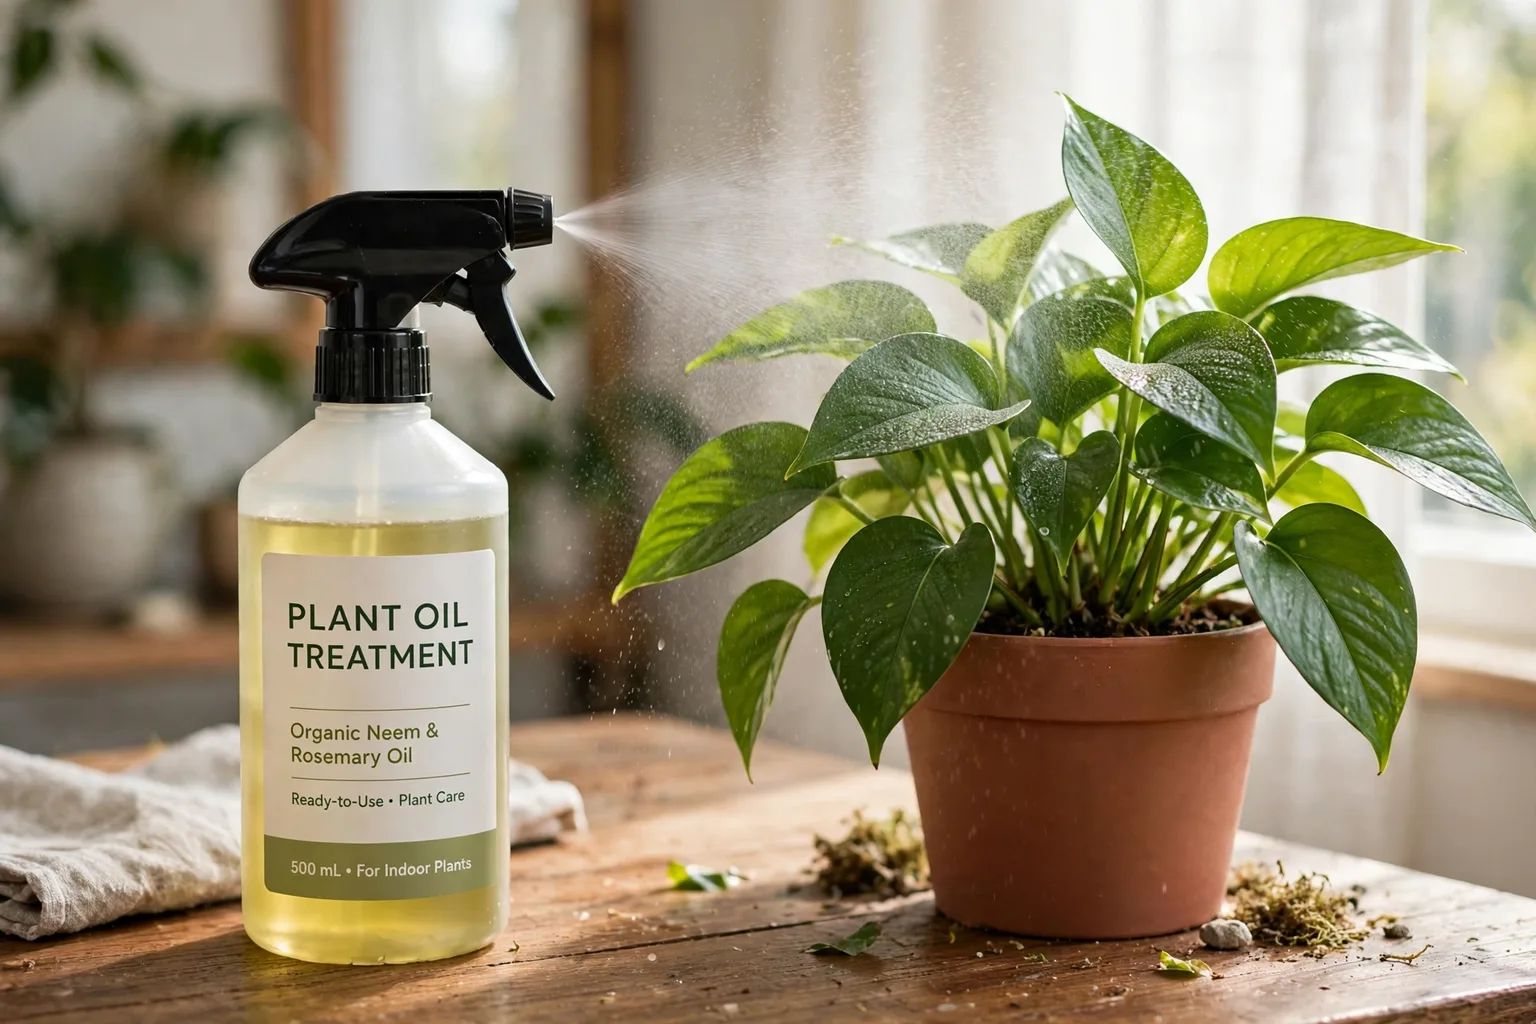 PLANT OIL
TREATMENT
Organic Neem &
Rosemary Oil
Ready-to-Use • Plant Care
500 mL • For Indoor Plants